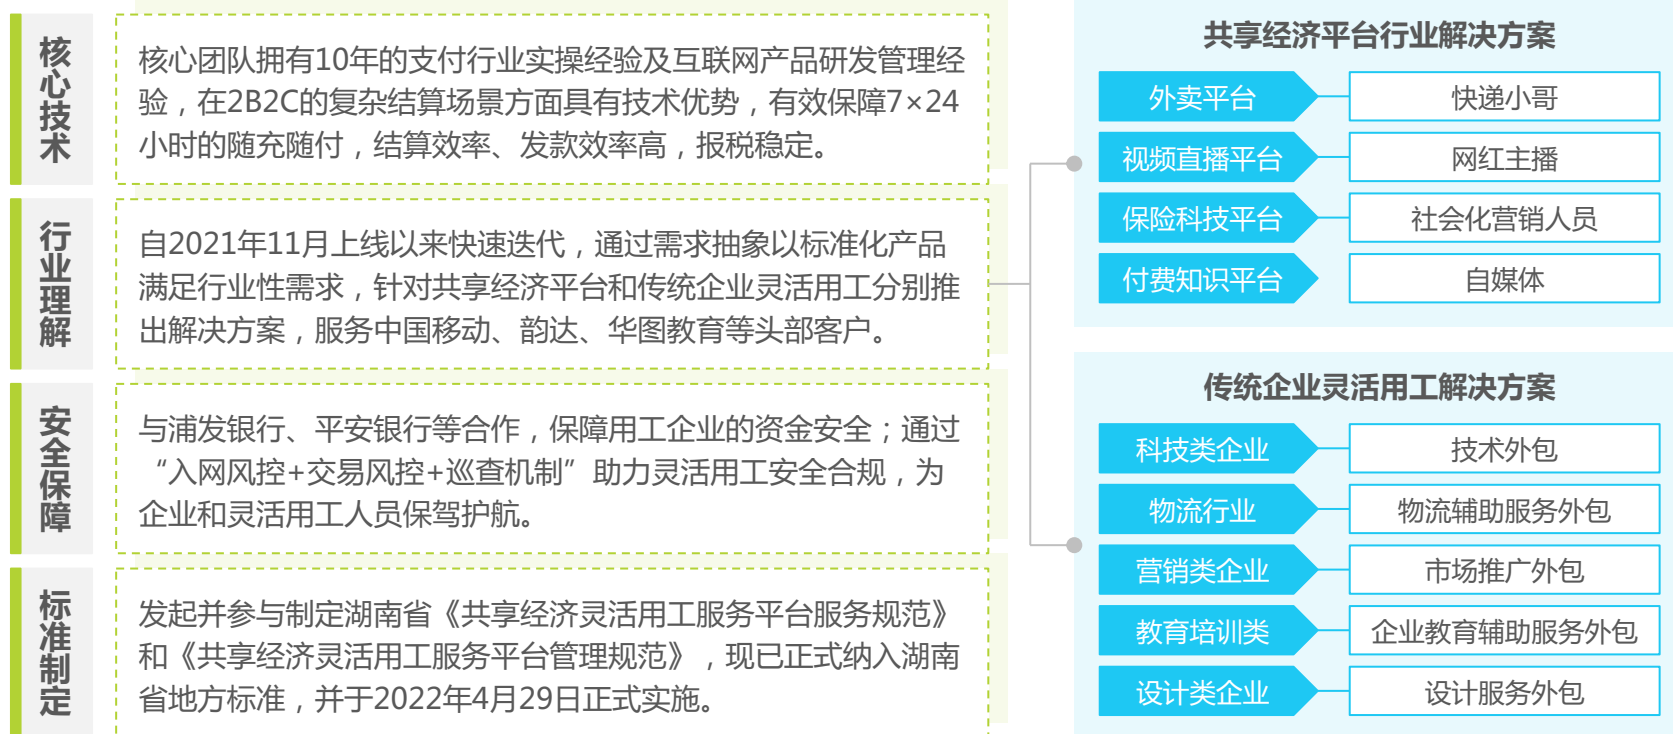 核心技术
核心团队拥有10年的支付行业实操经验及互联网产品研发管理经
验，在2B2C的复杂结算场景方面具有技术优势，有效保障7×24
小时的随充随付，结算效率、发款效率高，报税稳定。
行业理解
自2021年11月上线以来快速迭代，通过需求抽象以标准化产品
满足行业性需求，针对共享经济平台和传统企业灵活用工分别推
出解决方案，服务中国移动、韵达、华图教育等头部客户。
安全保障
与浦发银行、平安银行等合作，保障用工企业的资金安全；通过
“入网风控+交易风控+巡查机制”助力灵活用工安全合规，为
企业和灵活用工人员保驾护航。
标准制定
发起并参与制定湖南省《共享经济灵活用工服务平台服务规范》
和《共享经济灵活用工服务平台管理规范》，现已正式纳入湖南
省地方标准，并于2022年4月29日正式实施。
共享经济平台行业解决方案
外卖平台
快递小哥
视频直播平台
网红主播
保险科技平台
社会化营销人员
付费知识平台
自媒体
传统企业灵活用工解决方案
科技类企业
技术外包
物流行业
物流辅助服务外包
营销类企业
市场推广外包
教育培训类
企业教育辅助服务外包
设计类企业
设计服务外包